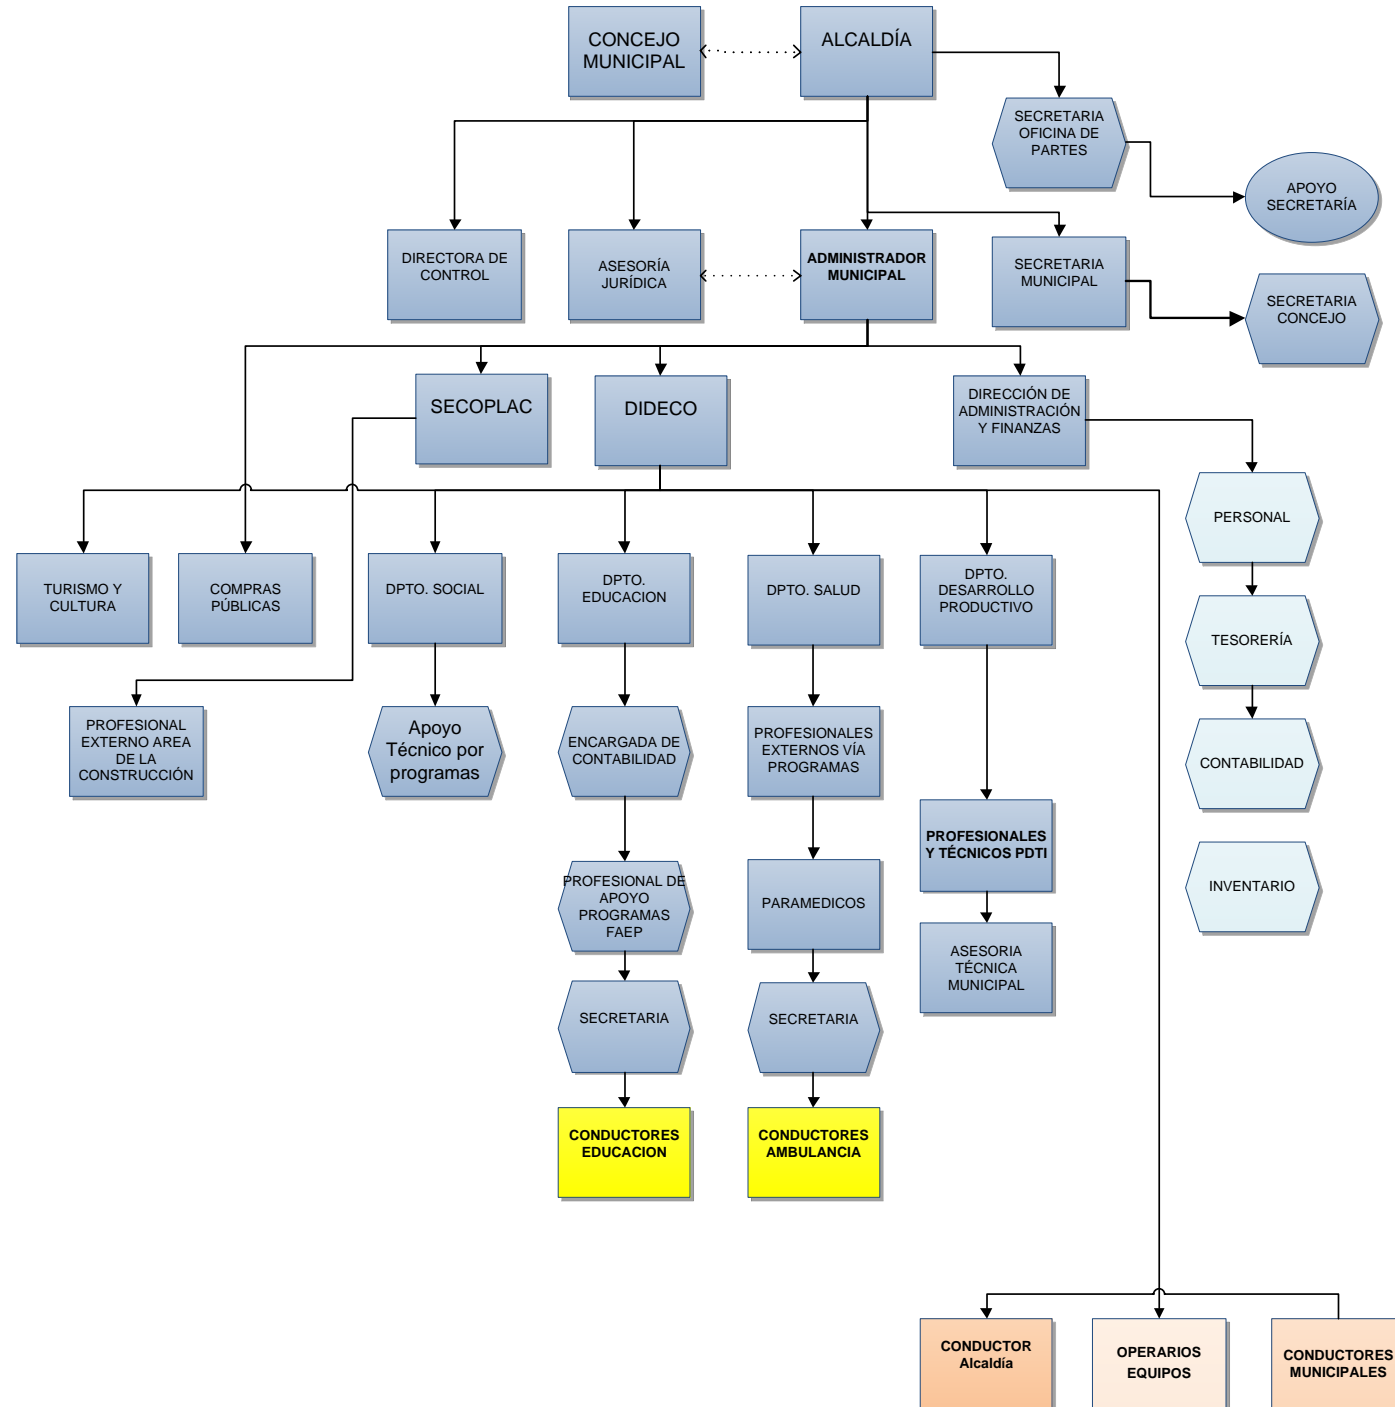 CONCEJO
MUNICIPAL
ALCALDÍA
SECRETARIA
OFICINA DE
PARTES
APOYO
SECRETARÍA
DIRECTORA DE
CONTROL
ASESORÍA
JURÍDICA
ADMINISTRADOR
MUNICIPAL
SECRETARIA
MUNICIPAL
SECRETARIA
CONCEJO
SECOPLAC
DIDECO
DIRECCIÓN DE
ADMINISTRACIÓN
Y FINANZAS
PERSONAL
TURISMO Y
CULTURA
COMPRAS
PÚBLICAS
DPTO. SOCIAL
DPTO.
EDUCACION
DPTO. SALUD
DPTO.
DESARROLLO
PRODUCTIVO
TESORERÍA
PROFESIONAL
EXTERNO AREA
DE LA
CONSTRUCCIÓN
Apoyo
Técnico por
programas
ENCARGADA DE
CONTABILIDAD
PROFESIONALES
EXTERNOS VÍA
PROGRAMAS
CONTABILIDAD
PROFESIONALES
Y TÉCNICOS PDTI
PROFESIONAL DE
APOYO
PROGRAMAS
FAEP
PARAMEDICOS
INVENTARIO
ASESORIA
TÉCNICA
MUNICIPAL
SECRETARIA
SECRETARIA
CONDUCTORES
EDUCACION
CONDUCTORES
AMBULANCIA
CONDUCTOR
Alcaldía
OPERARIOS
EQUIPOS
CONDUCTORES
MUNICIPALES